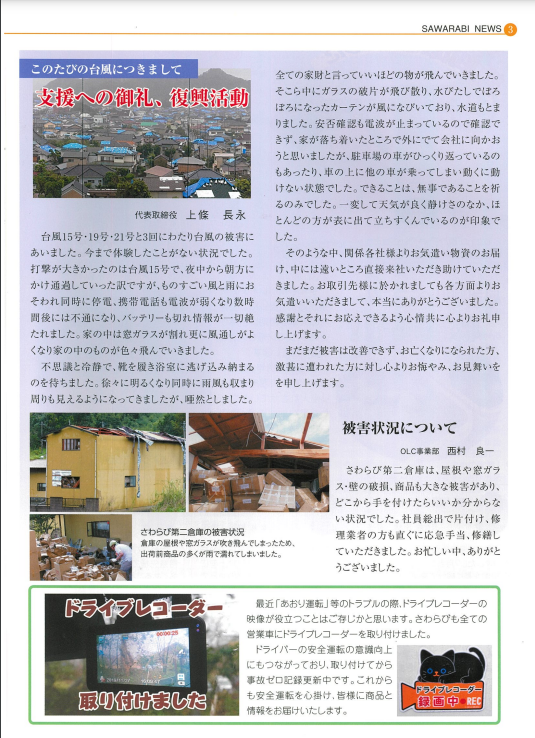 SAWARABI NEWS 3
このたびの台風につきまして
支援への御礼、復興活動
代表取締役 上條 長永
台風15号・19号・21号と3回にわたり台風の被害に
あいました。今まで体験したことがない状況でした。
打撃が大きかったのは台風15号で、夜中から朝方に
かけ通過していった訳ですが、ものすごい風と雨にお
そわれ同時に停電、携帯電話も電波が弱くなり数時
間後には不通になり、バッテリーも切れ情報が一切絶
たれました。家の中は窓ガラスが割れ更に風通しがよ
くなり家の中のものが色々飛んでいきました。
不思議と冷静で、靴を履き浴室に逃げ込み納まる
のを待ちました。徐々に明るくなり同時に雨風も収まり
周りも見えるようになってきましたが、唖然としました。
全ての家財と言っていいほどの物が飛んでいきました。
そこら中にガラスの破片が飛び散り、水びたしでぼろ
ぼろになったカーテンが風になびいており、水道もとま
りました。安否確認も電波が止まっているので確認で
きず、家が落ち着いたところで外にでて会社に向かお
うと思いましたが、駐車場の車がひっくり返っているの
もあったり、車の上に他の車が乗ってしまい動くに動
けない状態でした。できることは、無事であることを祈
るのみでした。一変して天気が良く静けさのなか、ほ
とんどの方が表に出て立ちすくんでいるのが印象で
した。
そのような中、関係各社様よりお気遣い物資のお届
け、中には遠いところ直接来社いただき助けていただ
きました。お取引先様に於かれましても各方面よりお
気遣いいただきまして、本当にありがとうございました。
感謝とそれにお応えできるよう心情共に心よりお礼申
し上げます。
まだまだ被害は改善できず、お亡くなりになられた方、
激甚に遭われた方に対し心よりお悔やみ、お見舞いを
を申し上げます。
さわらび第二倉庫の被害状況
倉庫の屋根や窓ガラスが吹き飛んでしまったため、
出荷前商品の多くが雨で濡れてしまいました。
被害状況について
OLC事業部 西村 良一
さわらび第二倉庫は、屋根や窓ガラ
ス・壁の破損、商品も大きな被害があり、
どこから手を付けたらいいか分からな
い状況でした。社員総出で片付け、修
理業者の方も直ぐに応急手当、修繕し
ていただきました。お忙しい中、ありがと
うございました。
ドライブレコーダー
取り付けました
最近「あおり運転」等のトラブルの際、ドライブレコーダーの
映像が役立つことはご存じかと思います。さわらびも全ての
営業車にドライブレコーダーを取り付けました。
ドライバーの安全運転の意識向上
にもつながっており、取り付けてから
事故ゼロ記録更新中です。これから
も安全運転を心掛け、皆様に商品と
情報をお届けいたします。
ドライブレコーダー
録画中 REC